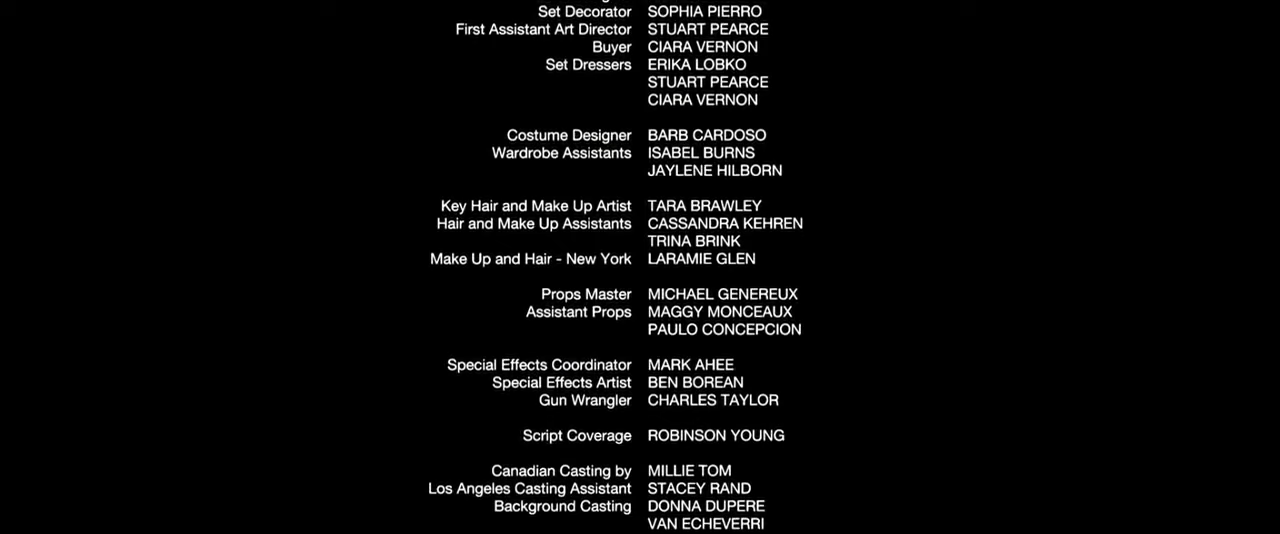 Set Decorator SOPHIA PIERRO
First Assistant Art Director STUART PEARCE
Buyer CIARA VERNON
Set Dressers ERIKA LOBKO
STUART PEARCE
CIARA VERNON
Costume Designer BARB CARDOSO
Wardrobe Assistants ISABEL BURNS
JAYLENE HILBORN
Key Hair and Make Up Artist TARA BRAWLEY
Hair and Make Up Assistants CASSANDRA KEHREN
TRINA BRINK
Make Up and Hair - New York LARAMIE GLEN
Props Master MICHAEL GENEREUX
Assistant Props MAGGY MONCEAUX
PAULO CONCEPCION
Special Effects Coordinator MARK AHEE
Special Effects Artist BEN BOREAN
Gun Wrangler CHARLES TAYLOR
Script Coverage ROBINSON YOUNG
Canadian Casting by MILLIE TOM
Los Angeles Casting Assistant STACEY RAND
Background Casting DONNA DUPERE
VAN ECHEVERRI